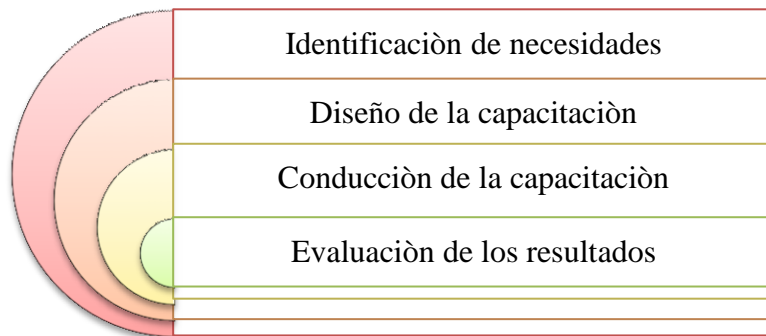 Identificaciòn de necesidades
Diseño de la capacitaciòn
Conducciòn de la capacitaciòn
Evaluaciòn de los resultados